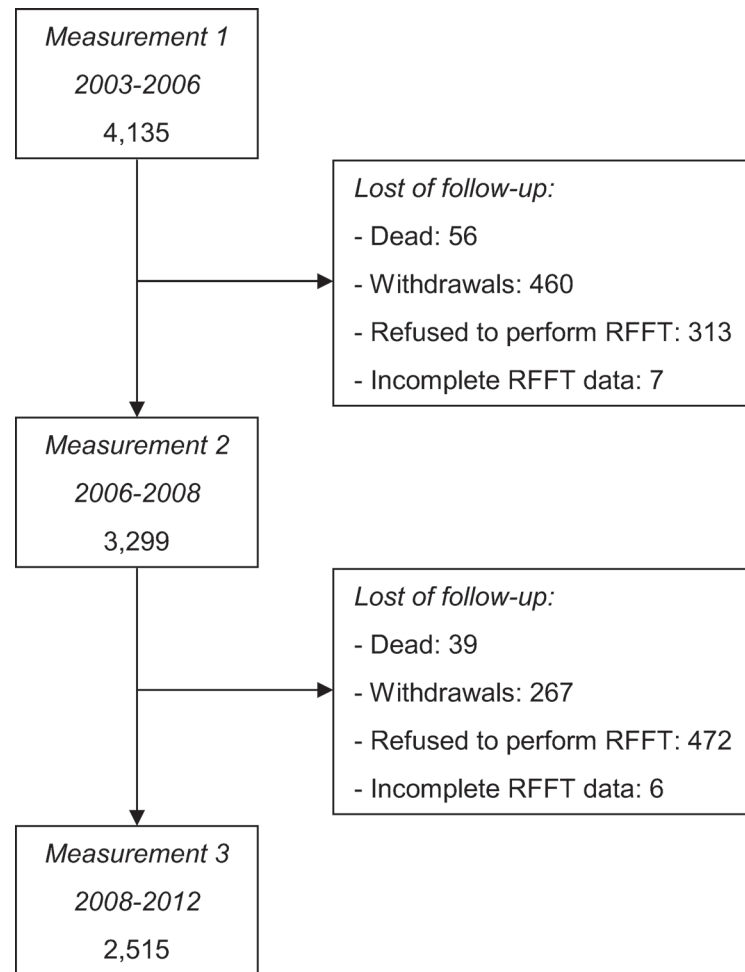 Measurement 1
2003-2006
4,135
Lost of follow-up:
- Dead: 56
- Withdrawals: 460
- Refused to perform RFFT: 313
- Incomplete RFFT data: 7
Measurement 2
2006-2008
3,299
Lost of follow-up:
- Dead: 39
- Withdrawals: 267
- Refused to perform RFFT: 472
- Incomplete RFFT data: 6
Measurement 3
2008-2012
2,515